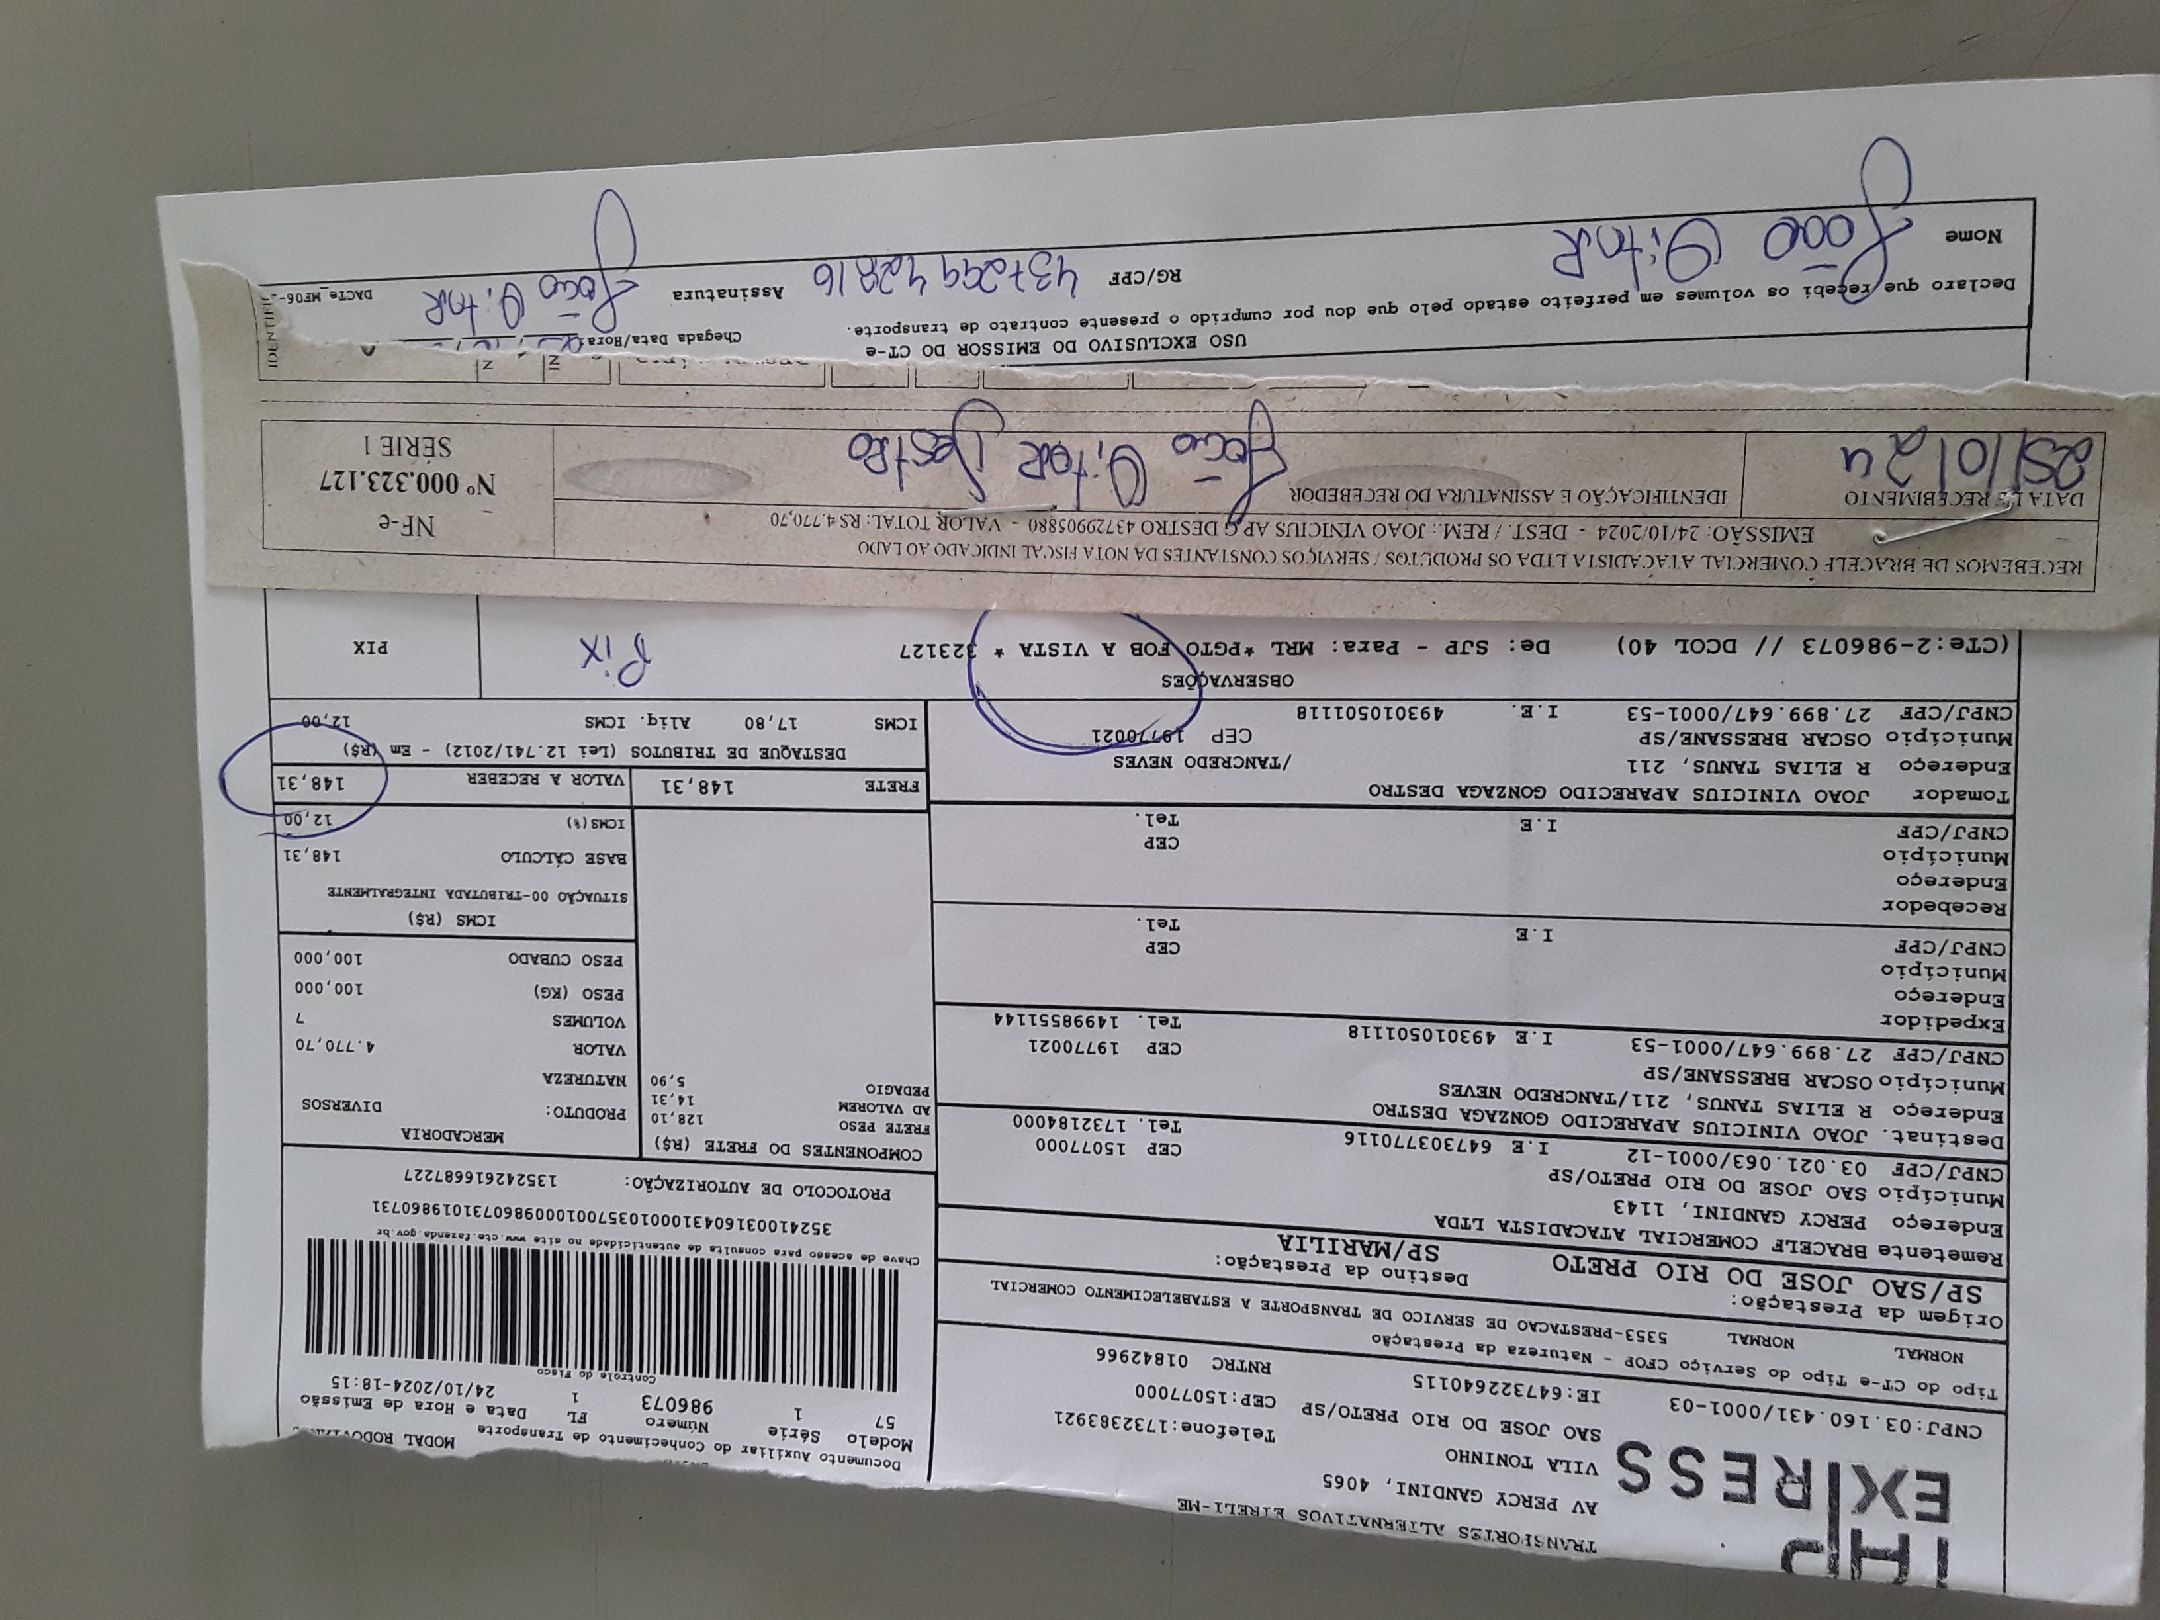 THP
EXPRESS
TRANSPORTES ALTERNATIVOS EIRELI-ME
AV PERCY GANDINI, 4065
VILA TONINHO Telefone:1732383921
SAO JOSE DO RIO PRETO/SP CEP:15077000
CNPJ:03.160.431/0001-03 IE:647322640115 RNTRC 01842966
Tipo do CT-e Tipo do Serviço CFOP - Natureza da Prestação
NORMAL NORMAL 5353-PRESTACAO DE SERVICO DE TRANSPORTE A ESTABELECIMENTO COMERCIAL
Origem da Prestação: Destino da Prestação:
SP/SAO JOSE DO RIO PRETO SP/MARILIA
Remetente BRACELF COMERCIAL ATACADISTA LTDA
Endereço PERCY GANDINI, 1143
Município SAO JOSE DO RIO PRETO/SP CEP 15077000
CNPJ/CPF 03.021.063/0001-12 I.E 647303770116 Tel. 1732184000
Destinat. JOAO VINICIUS APARECIDO GONZAGA DESTRO
Endereço R ELIAS TANUS, 211/TANCREDO NEVES
Município OSCAR BRESSANE/SP CEP 19770021
CNPJ/CPF 27.899.647/0001-53 I.E 493010501118 Tel. 14998551144
Expedidor
Endereço
Município CEP
CNPJ/CPF I.E Tel.
Recebedor
Endereço
Município CEP
CNPJ/CPF I.E Tel.
Tomador JOAO VINICIUS APARECIDO GONZAGA DESTRO
Endereço R ELIAS TANUS, 211 /TANCREDO NEVES
Município OSCAR BRESSANE/SP CEP 19770021
CNPJ/CPF 27.899.647/0001-53 I.E. 493010501118
Documento Auxiliar do Conhecimento de Transporte MODAL
Modelo Série Número FL Data e Hora de Emissão
57 1 986073 1 24/10/2024-18:15
Controle do Fisco
Chave de acesso para consulta de autenticidade no site www.cte.fazenda.gov.br
35241003160431000103570010009860731019860731
PROTOCOLO DE AUTORIZAÇÃO: 135242616687227
COMPONENTES DO FRETE (R$)
FRETE PESO 128,10
AD VALOREM 14,31
PEDAGIO 5,90
MERCADORIA
PRODUTO: DIVERSOS
NATUREZA
VALOR 4.770,70
VOLUMES 7
PESO (KG) 100,000
PESO CUBADO 100,000
ICMS (R$)
SITUAÇÃO 00-TRIBUTADA INTEGRALMENTE
BASE CÁLCULO 148,31
ICMS(%) 12,00
FRETE 148,31 VALOR A RECEBER 148,31
DESTAQUE DE TRIBUTOS (Lei 12.741/2012) - Em (R$)
ICMS 17,80 Aliq. ICMS 12,00
OBSERVAÇÕES
(CTe:2-986073 // DCOL 40) De: SJP - Para: MRL *PGTO FOB A VISTA * 323127
Pix
PIX
RECEBEMOS DE BRACELF COMERCIAL ATACADISTA LTDA OS PRODUTOS / SERVIÇOS CONSTANTES DA NOTA FISCAL INDICADO AO LADO
EMISSÃO: 24/10/2024 - DEST. / REM.: JOAO VINICIUS AP G DESTRO 43729905880 - VALOR TOTAL: R$ 4.770,70
DATA DE RECEBIMENTO IDENTIFICAÇÃO E ASSINATURA DO RECEBEDOR
25/10/24 João Vitor Destro
NF-e
Nº 000.323.127
SÉRIE 1
USO EXCLUSIVO DO EMISSOR DO CT-e
Declaro que recebi os volumes em perfeito estado pelo que dou por cumprido o presente contrato de transporte.
Chegada Data/Hora:
Nome João Vitor
RG/CPF
Assinatura João Vitor
DACTe_MF06